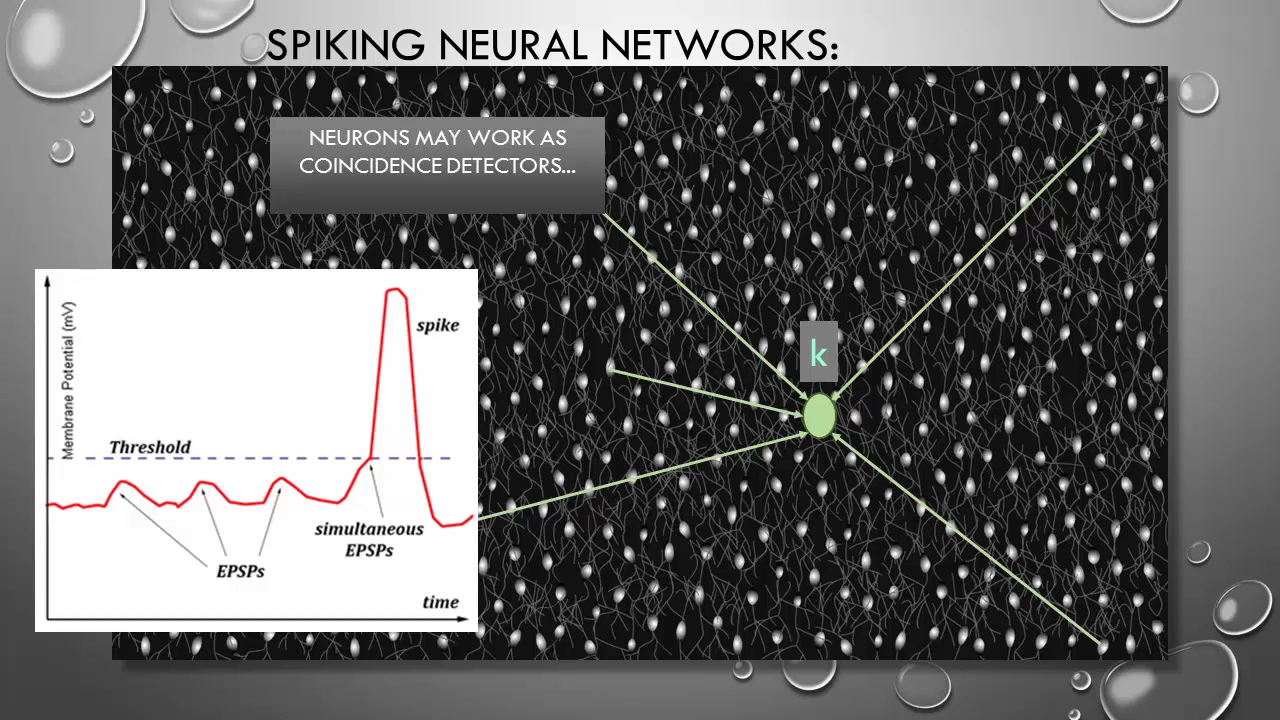 SPIKING NEURAL NETWORKS:
NEURONS MAY WORK AS
COINCIDENCE DETECTORS...
k
Membrane Potential (mV)
spike
Threshold
simultaneous
EPSPs
EPSPs
time